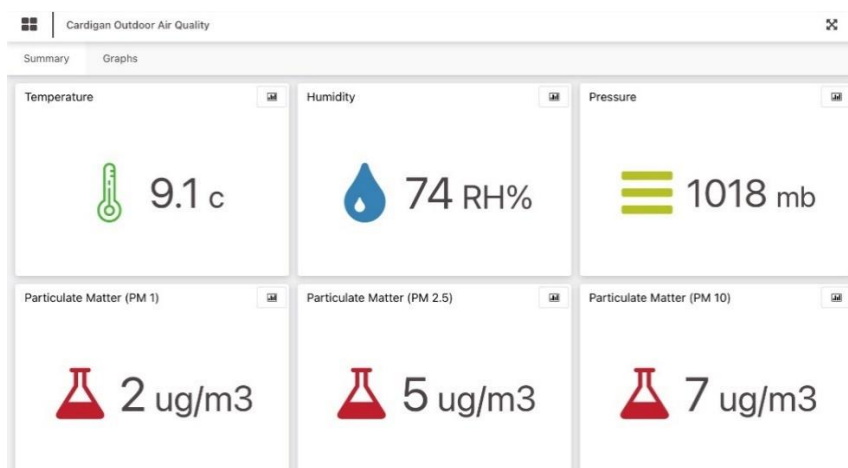 Cardigan Outdoor Air Quality
Summary Graphs
Temperature
Humidity
Pressure
9.1 c
74 RH%
1018 mb
Particulate Matter (PM 1)
Particulate Matter (PM 2.5)
Particulate Matter (PM 10)
2 ug/m3
5 ug/m3
7 ug/m3